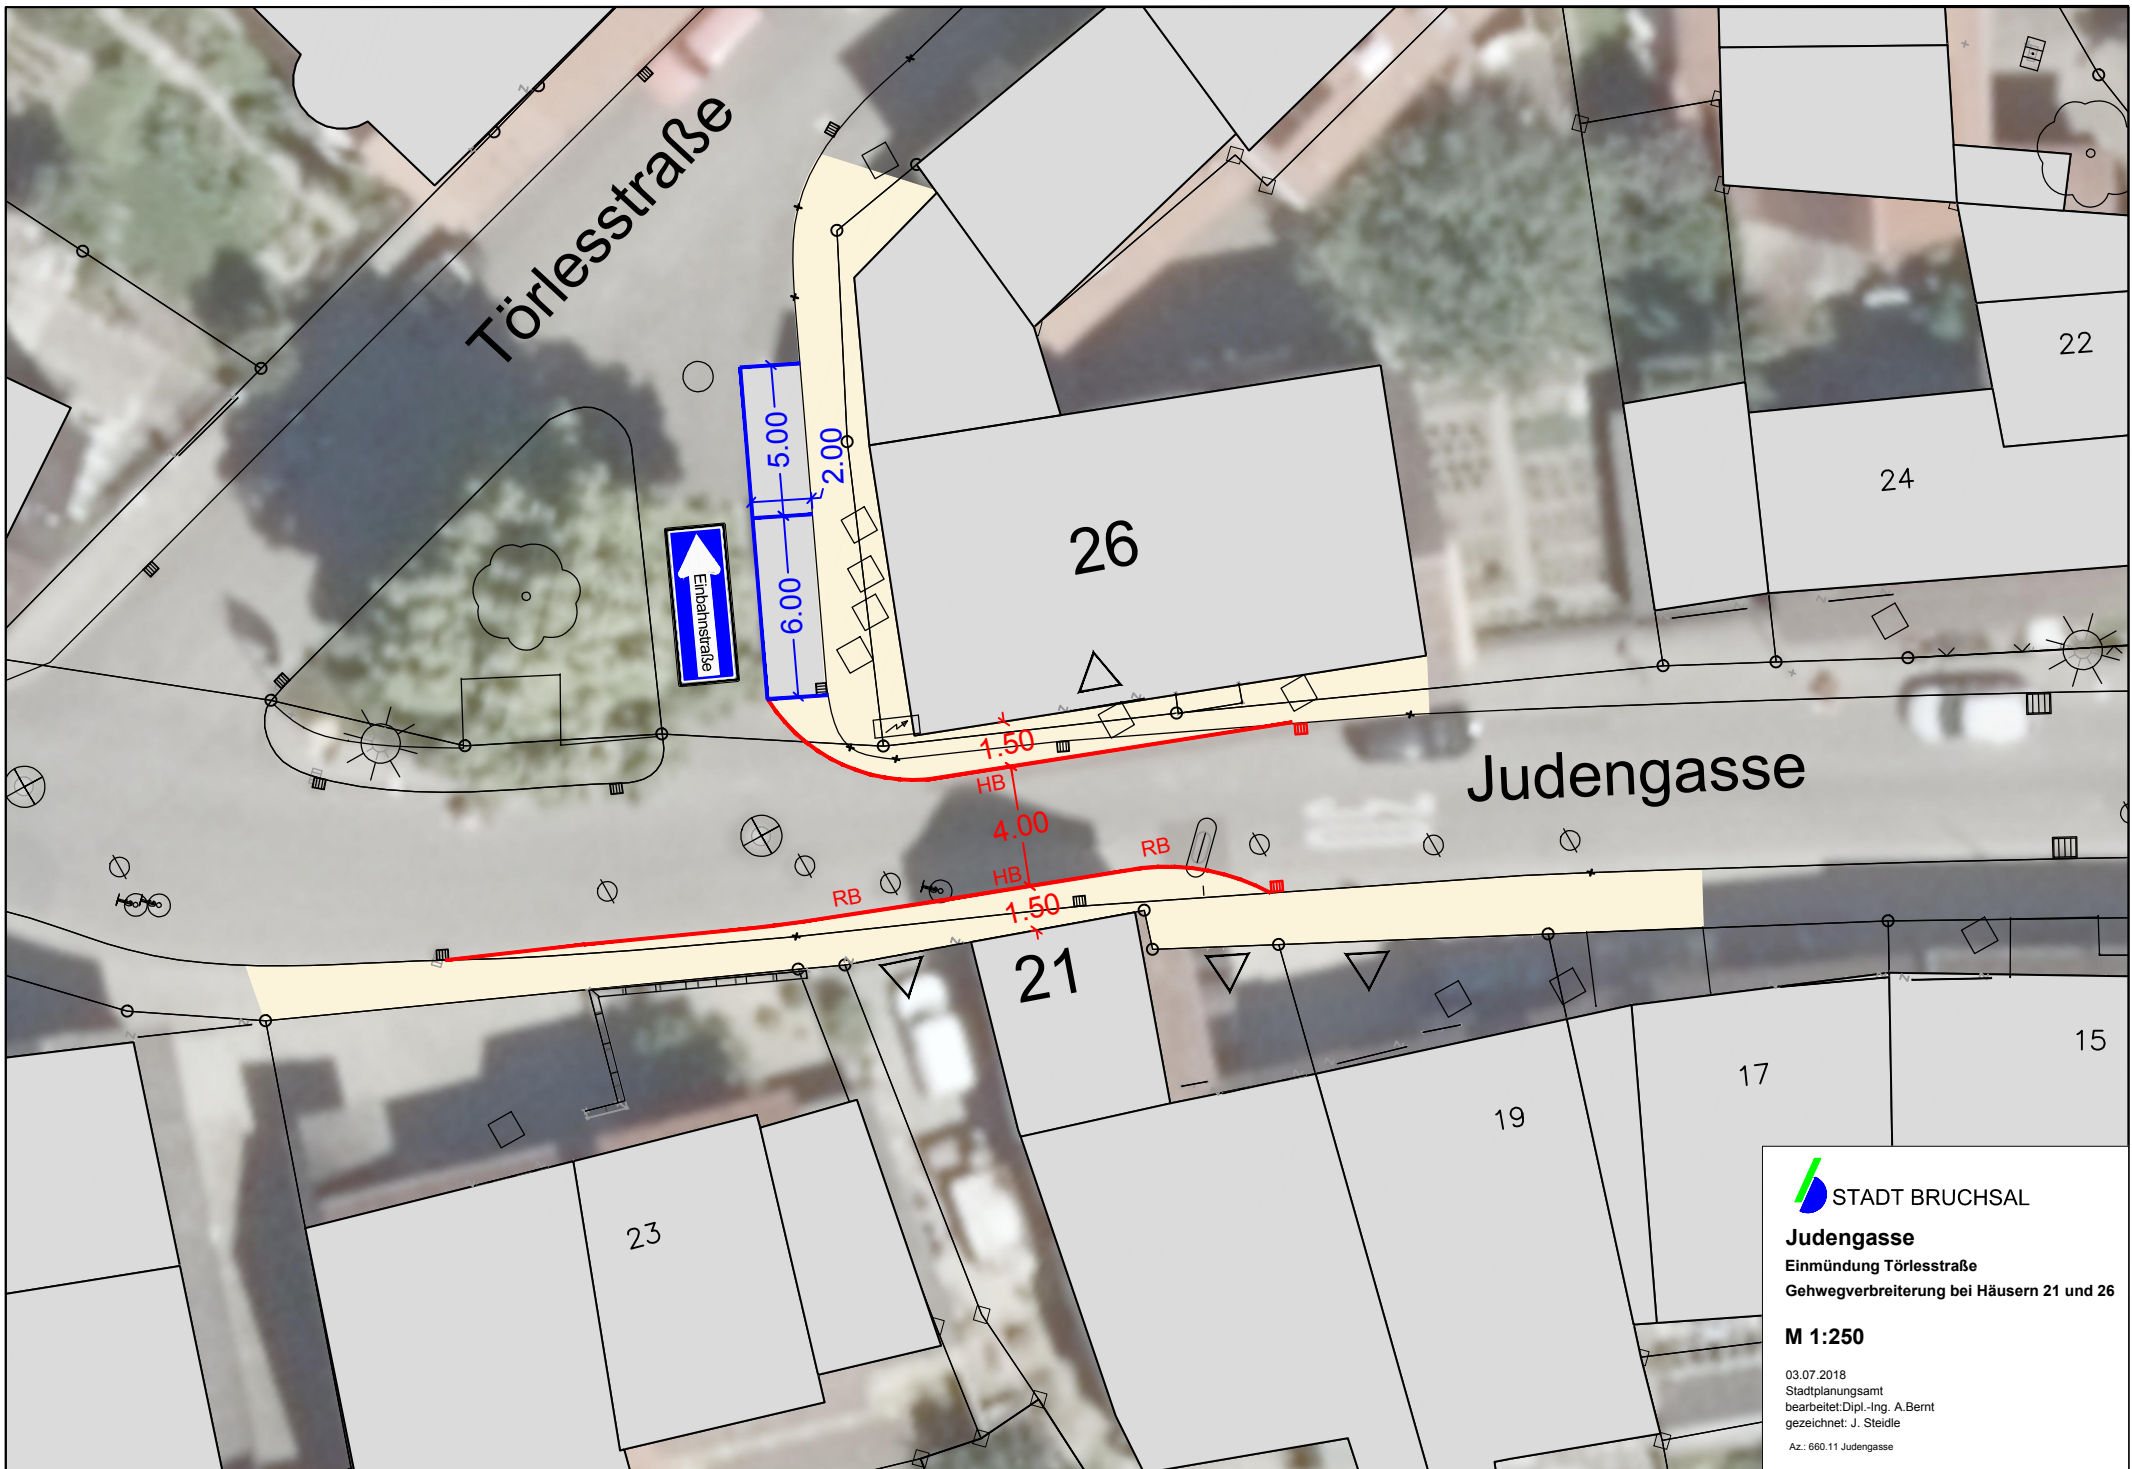 Törlesstraße
22
24
5.00
2.00
26
6.00
Einbahnstraße
1.50
HB
Judengasse
4.00
RB
HB
RB
1.50
21
15
17
19
23
STADT BRUCHSAL
Judengasse
Einmündung Törlesstraße
Gehwegverbreiterung bei Häusern 21 und 26
M 1:250
03.07.2018
Stadtplanungsamt
bearbeitet:Dipl.-Ing. A.Bernt
gezeichnet: J. Steidle
Az.: 660.11 Judengasse